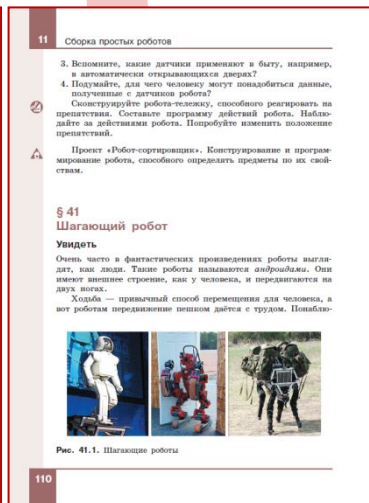 11 Сборка простых роботов
3. Вспомните, какие датчики применяют в быту, например,
в автоматически открывающихся дверях?
4. Подумайте, для чего человеку могут понадобиться данные,
полученные с датчиков робота?
Сконструируйте робота-тележку, способного реагировать на
препятствия. Составьте программу действий робота. Наблю-
дайте за действиями робота. Попробуйте изменить положение
препятствий.
Проект «Робот-сортировщик». Конструирование и програм-
мирование робота, способного определять предметы по их свой-
ствам.
§ 41
Шагающий робот
Увидеть
Очень часто в фантастических произведениях роботы выгля-
дят, как люди. Такие роботы называются андроидами. Они
имеют внешнее строение, как у человека, и передвигаются на
двух ногах.
Ходьба — привычный способ перемещения для человека, а
вот роботам передвижение пешком даётся с трудом. Понаблю-
Рис. 41.1. Шагающие роботы
110